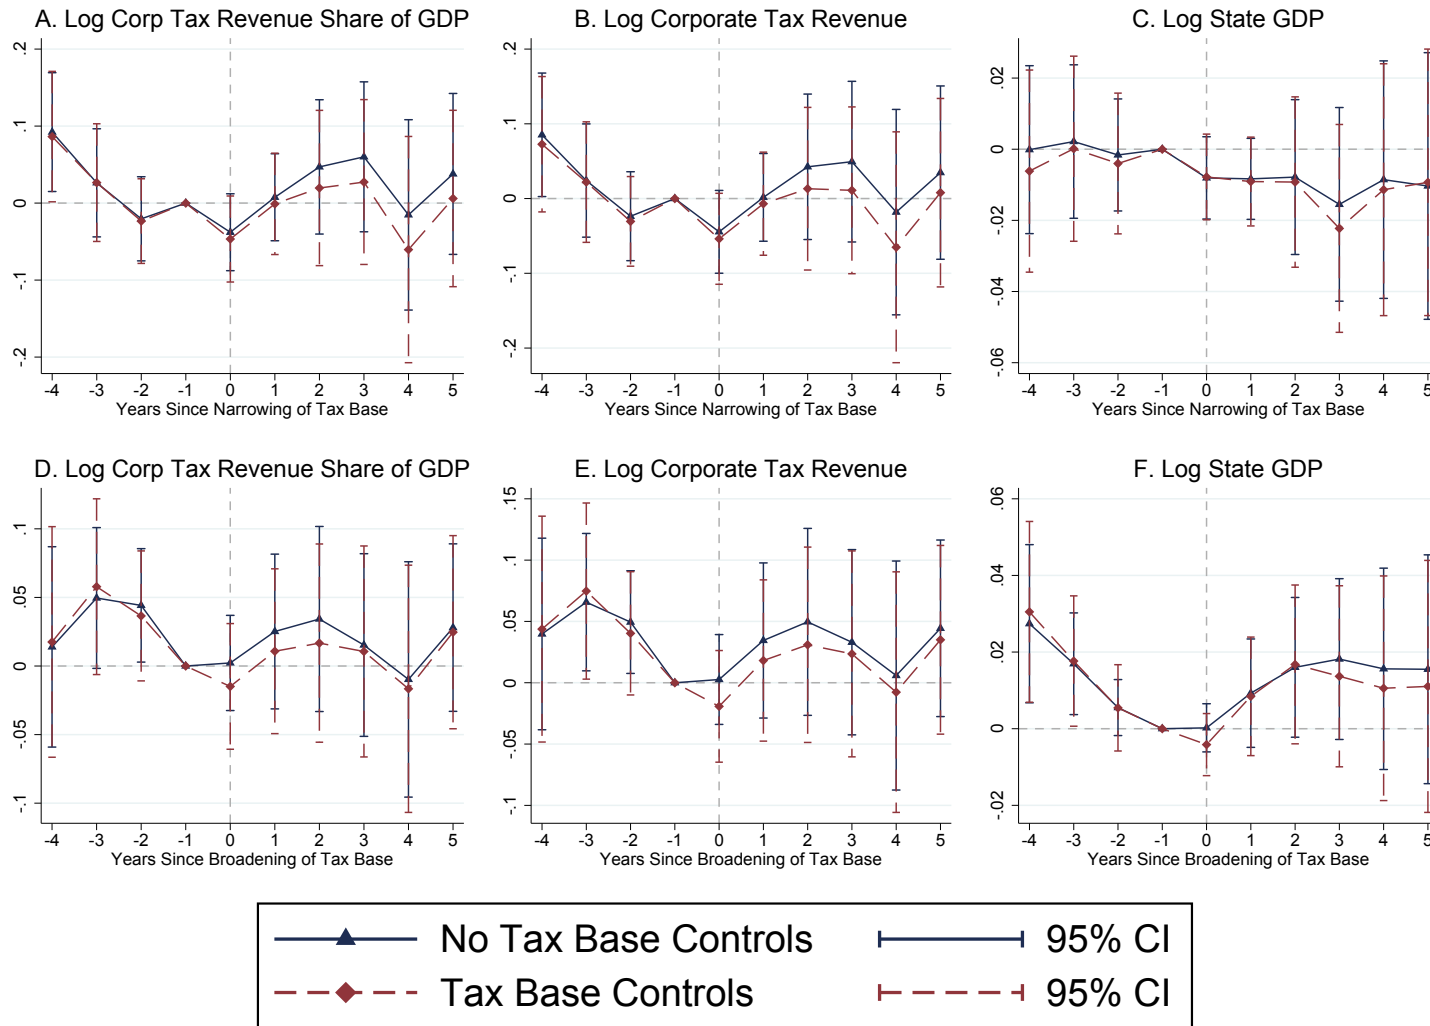 A. Log Corp Tax Revenue Share of GDP
.2
.1
0
-.1
-.2
-4 -3 -2 -1 0 1 2 3 4 5
Years Since Narrowing of Tax Base
B. Log Corporate Tax Revenue
.2
.1
0
-.1
-.2
-4 -3 -2 -1 0 1 2 3 4 5
Years Since Narrowing of Tax Base
C. Log State GDP
.02
0
-.02
-.04
-.06
-4 -3 -2 -1 0 1 2 3 4 5
Years Since Narrowing of Tax Base
D. Log Corp Tax Revenue Share of GDP
.1
.05
0
-.05
-.1
-4 -3 -2 -1 0 1 2 3 4 5
Years Since Broadening of Tax Base
E. Log Corporate Tax Revenue
.15
.1
.05
0
-.05
-.1
-4 -3 -2 -1 0 1 2 3 4 5
Years Since Broadening of Tax Base
F. Log State GDP
.06
.04
.02
0
-.02
-4 -3 -2 -1 0 1 2 3 4 5
Years Since Broadening of Tax Base
No Tax Base Controls 95% CI
Tax Base Controls 95% CI